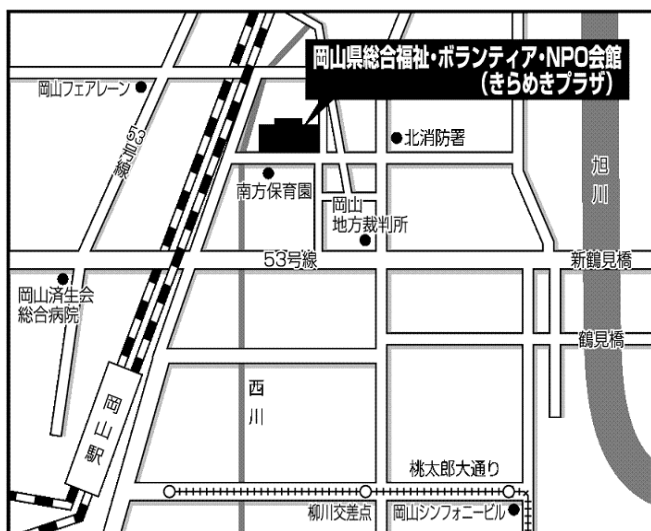 岡山県総合福祉・ボランティア・NPO会館
(きらめきプラザ)
岡山フェアレーン
53号線
北消防署
旭川
南方保育園
岡山
地方裁判所
53号線
新鶴見橋
岡山済生会
総合病院
鶴見橋
西川
岡山駅
桃太郎大通り
柳川交差点
岡山シンフォニービル